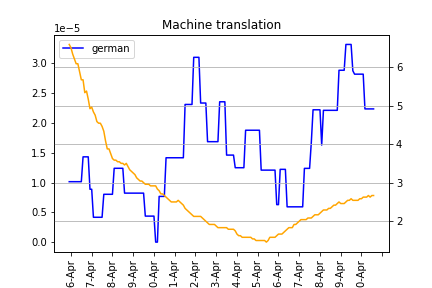 Machine translation
1e−5
german
3.0
2.5
2.0
1.5
1.0
0.5
0.0
6
5
4
3
2
6-Apr
7-Apr
8-Apr
9-Apr
0-Apr
1-Apr
2-Apr
3-Apr
4-Apr
5-Apr
6-Apr
7-Apr
8-Apr
9-Apr
0-Apr